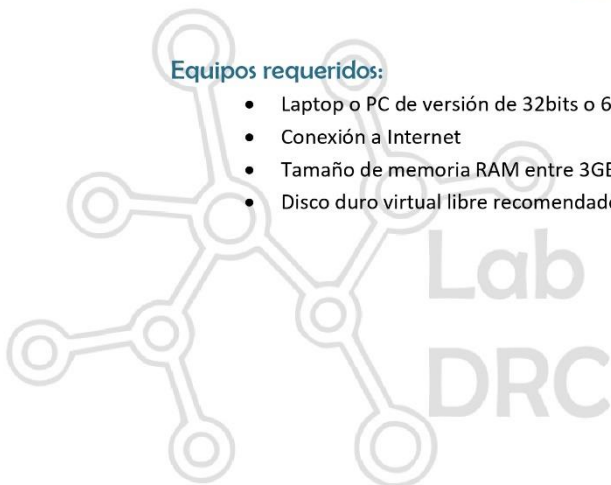 Equipos requeridos:
• Laptop o PC de versión de 32bits o 6
• Conexión a Internet
• Tamaño de memoria RAM entre 3GB
• Disco duro virtual libre recomendado
Lab
DRC